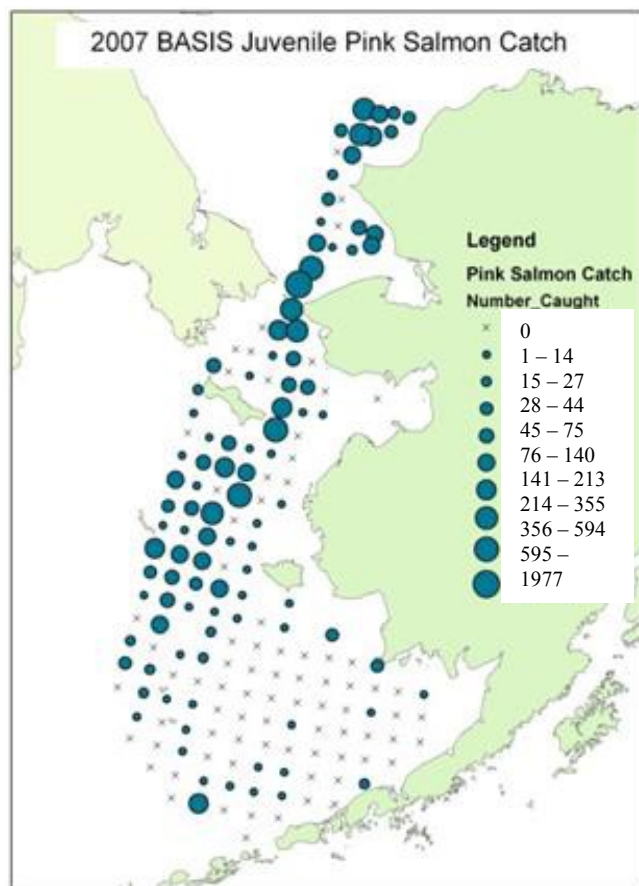 2007 BASIS Juvenile Pink Salmon Catch
Legend
Pink Salmon Catch
Number_Caught
0
1 – 14
15 – 27
28 – 44
45 – 75
76 – 140
141 – 213
214 – 355
356 – 594
595 –
1977